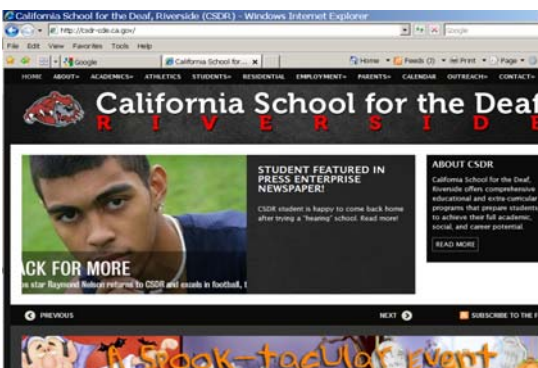 California School for the Deaf, Riverside (CSDR) - Windows Internet Explorer
http://csdr-cde.ca.gov/
Google
File Edit View Favorites Tools Help
Google
California School for ...
Home
Feeds (J)
Print
Page
HOME ABOUT ACADEMICS ATHLETICS STUDENTS RESIDENTIAL EMPLOYMENT PARENTS CALENDAR OUTREACH CONTACT
California School for the Deaf
R I V E R S I D E
STUDENT FEATURED IN
PRESS ENTERPRISE
NEWSPAPER!
CSDR student is happy to come back home
after trying a "hearing" school. Read more!
ACK FOR MORE
es star Raymond Nelson returns to CSDR and excels in football, t
ABOUT CSDR
California School for the Deaf,
Riverside offers comprehensive
educational and extra-curricular
programs that prepare students
to achieve their full academic,
social, and career potential.
READ MORE
PREVIOUS
NEXT
SUBSCRIBE TO THE F
A Spook-tacular Event